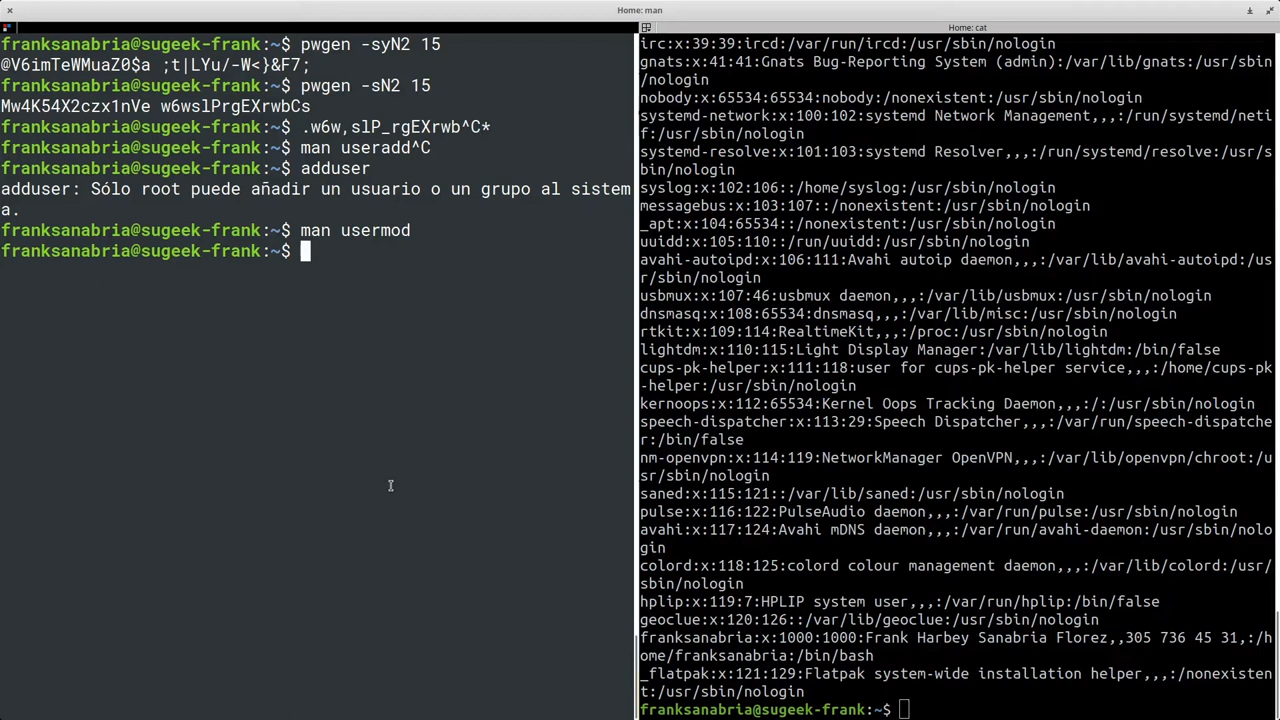 Home: man
franksanabria@sugeek-frank:~$ pwgen -syN2 15
@V6imTeWMuaZ0$a ;t|LYu/-W<}&F7;
franksanabria@sugeek-frank:~$ pwgen -sN2 15
Mw4K54X2czx1nVe w6wslPrgEXrwbCs
franksanabria@sugeek-frank:~$ .w6w,slP_rgEXrwb^C*
franksanabria@sugeek-frank:~$ man useradd^C
franksanabria@sugeek-frank:~$ adduser
adduser: Sólo root puede añadir un usuario o un grupo al sistem
a.
franksanabria@sugeek-frank:~$ man usermod
franksanabria@sugeek-frank:~$
Home: cat
irc:x:39:39:ircd:/var/run/ircd:/usr/sbin/nologin
gnats:x:41:41:Gnats Bug-Reporting System (admin):/var/lib/gnats:/usr/sbin
/nologin
nobody:x:65534:65534:nobody:/nonexistent:/usr/sbin/nologin
systemd-network:x:100:102:systemd Network Management,,,:/run/systemd/neti
f:/usr/sbin/nologin
systemd-resolve:x:101:103:systemd Resolver,,,:/run/systemd/resolve:/usr/s
bin/nologin
syslog:x:102:106::/home/syslog:/usr/sbin/nologin
messagebus:x:103:107::/nonexistent:/usr/sbin/nologin
_apt:x:104:65534::/nonexistent:/usr/sbin/nologin
uuidd:x:105:110::/run/uuidd:/usr/sbin/nologin
avahi-autoipd:x:106:111:Avahi autoip daemon,,,:/var/lib/avahi-autoipd:/us
r/sbin/nologin
usbmux:x:107:46:usbmux daemon,,,:/var/lib/usbmux:/usr/sbin/nologin
dnsmasq:x:108:65534:dnsmasq,,,:/var/lib/misc:/usr/sbin/nologin
rtkit:x:109:114:RealtimeKit,,,:/proc:/usr/sbin/nologin
lightdm:x:110:115:Light Display Manager:/var/lib/lightdm:/bin/false
cups-pk-helper:x:111:118:user for cups-pk-helper service,,,:/home/cups-pk
-helper:/usr/sbin/nologin
kernoops:x:112:65534:Kernel Oops Tracking Daemon,,,:/:/usr/sbin/nologin
speech-dispatcher:x:113:29:Speech Dispatcher,,,:/var/run/speech-dispatche
r:/bin/false
nm-openvpn:x:114:119:NetworkManager OpenVPN,,,:/var/lib/openvpn/chroot:/u
sr/sbin/nologin
saned:x:115:121::/var/lib/saned:/usr/sbin/nologin
pulse:x:116:122:PulseAudio daemon,,,:/var/run/pulse:/usr/sbin/nologin
avahi:x:117:124:Avahi mDNS daemon,,,:/var/run/avahi-daemon:/usr/sbin/nolo
gin
colord:x:118:125:colord colour management daemon,,,:/var/lib/colord:/usr/
sbin/nologin
hplip:x:119:7:HPLIP system user,,,:/var/run/hplip:/bin/false
geoclue:x:120:126::/var/lib/geoclue:/usr/sbin/nologin
franksanabria:x:1000:1000:Frank Harbey Sanabria Florez,,305 736 45 31,:/h
ome/franksanabria:/bin/bash
_flatpak:x:121:129:Flatpak system-wide installation helper,,,:/nonexisten
t:/usr/sbin/nologin
franksanabria@sugeek-frank:~$